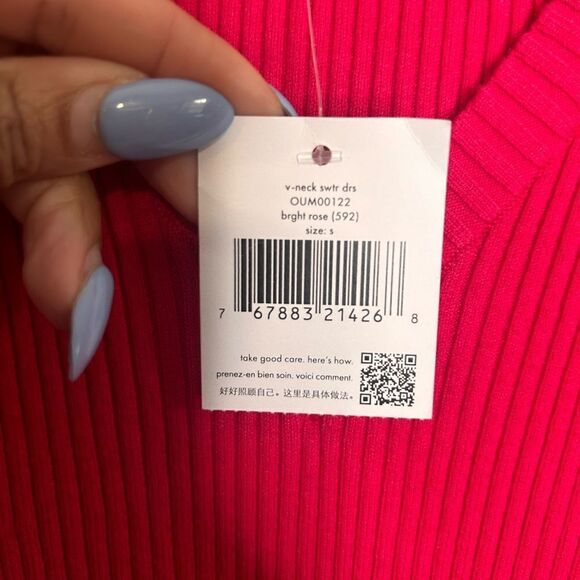 v-neck swtr drs
OUM00122
brght rose (592)
size: s
7 67883 21426 8
take good care. here's how.
prenez-en bien soin. voici comment.
好好照顾自己。这里是具体做法。